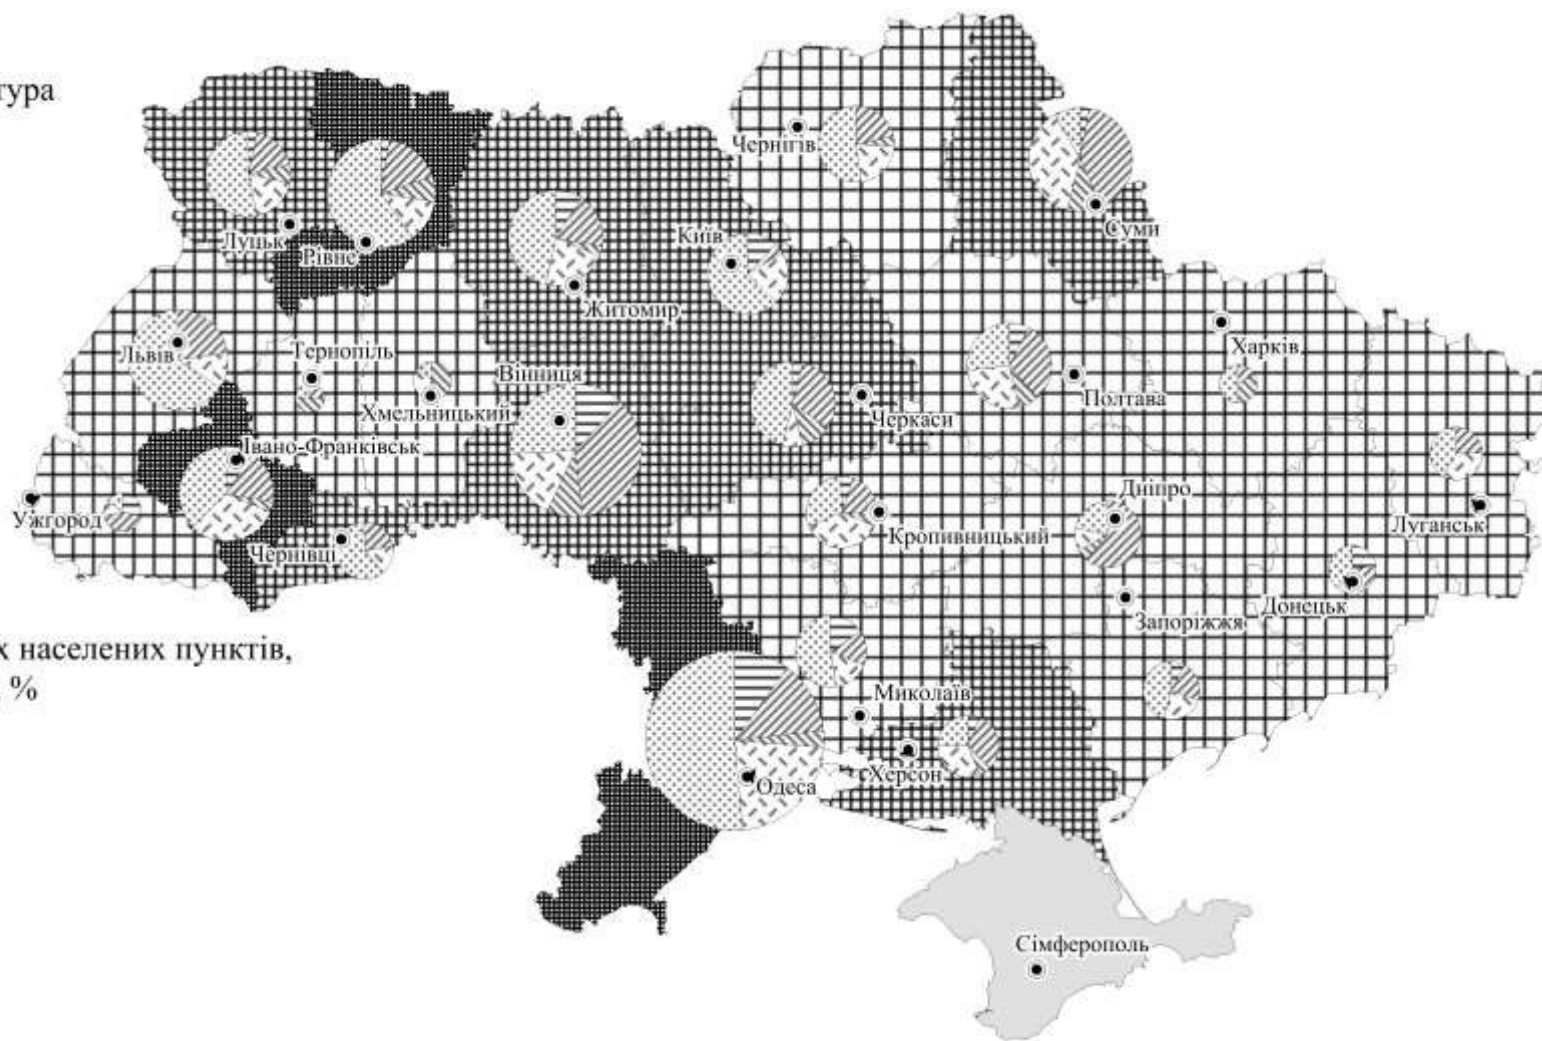 тура
Чернігів
Суми
Луцьк
Рівне
Київ
Житомир
Львів
Тернопіль
Хмельницький
Вінниця
Черкаси
Полтава
Харків
Івано-Франківськ
Ужгород
Чернівці
Кропивницький
Дніпро
Луганськ
Запоріжжя
Донецьк
х населених пунктів,
%
Миколаїв
Херсон
Одеса
Сімферополь